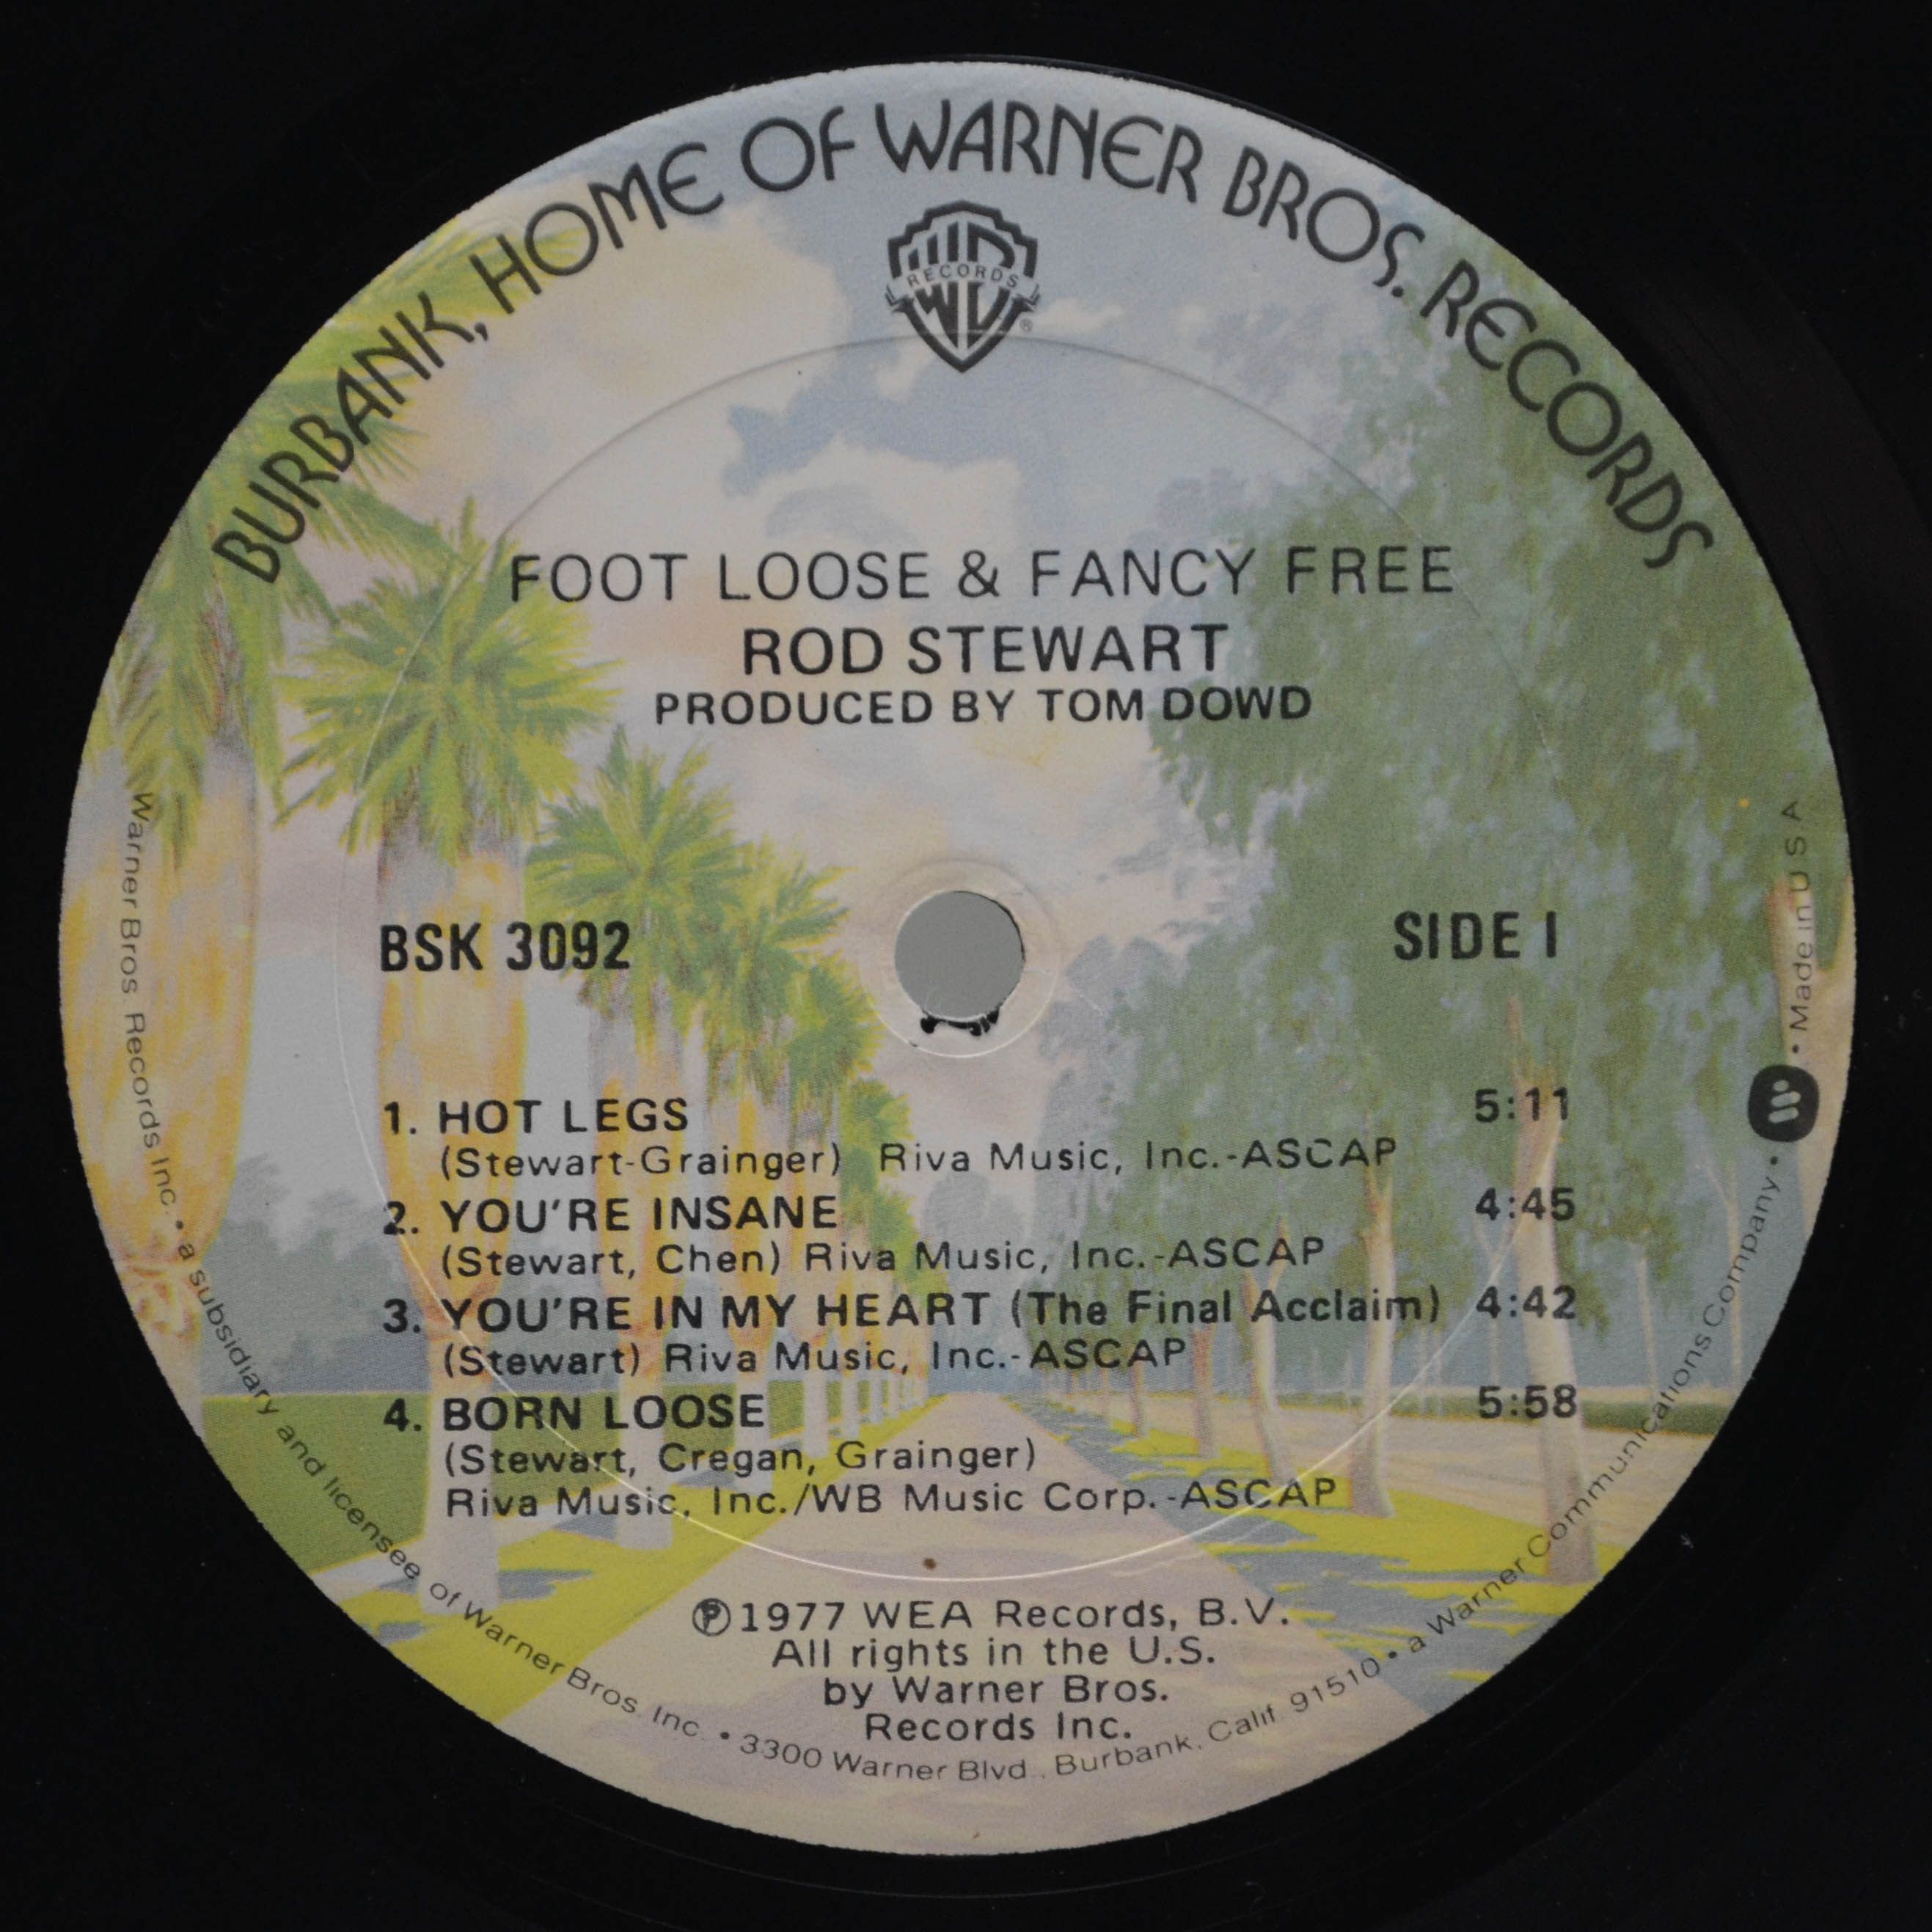 BURBANK, HOME OF WARNER BROS. RECORDS
RECORDS
®
FOOT LOOSE & FANCY FREE
ROD STEWART
PRODUCED BY TOM DOWD
BSK 3092
SIDE I
1. HOT LEGS 5:11
(Stewart-Grainger) Riva Music, Inc.-ASCAP
2. YOU'RE INSANE 4:45
(Stewart, Chen) Riva Music, Inc.-ASCAP
3. YOU'RE IN MY HEART (The Final Acclaim) 4:42
(Stewart) Riva Music, Inc.-ASCAP
4. BORN LOOSE 5:58
(Stewart, Cregan, Grainger)
Riva Music, Inc./WB Music Corp.-ASCAP
Ⓟ1977 WEA Records, B.V.
All rights in the U.S.
by Warner Bros.
Records Inc.
Warner Bros. Records Inc. • a subsidiary and licensee of Warner Bros. Inc. • 3300 Warner Blvd., Burbank, Calif. 91510 • a Warner Communications Company • • Made in U S A